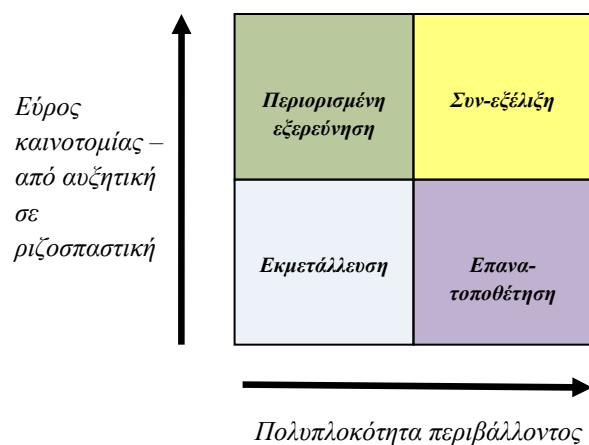 Εύρος
καινοτομίας –
από αυξητική
σε
ριζοσπαστική
Περιορισμένη
εξερεύνηση
Συν-εξέλιξη
Εκμετάλλευση
Επανα-
τοποθέτηση
Πολυπλοκότητα περιβάλλοντος